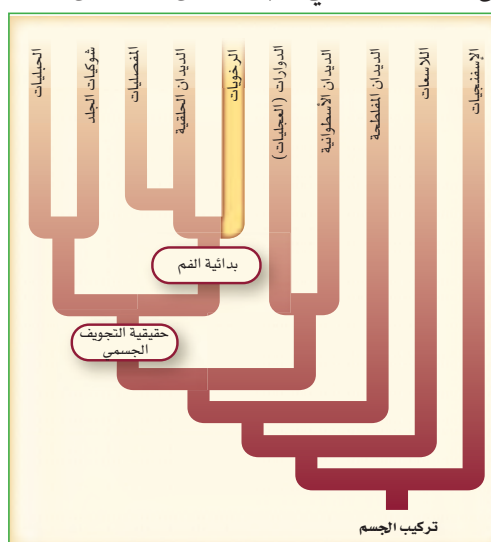 الإسفنجيات
اللاسعات
الديدان المفلطحة
الديدان الأسطوانية
الدوارات (العجليات)
الرخويات
الديدان الحلقية
المفصليات
شوكيات الجلد
الحبليات
بدائية الفم
حقيقية التجويف
الجسمي
تركيب الجسم